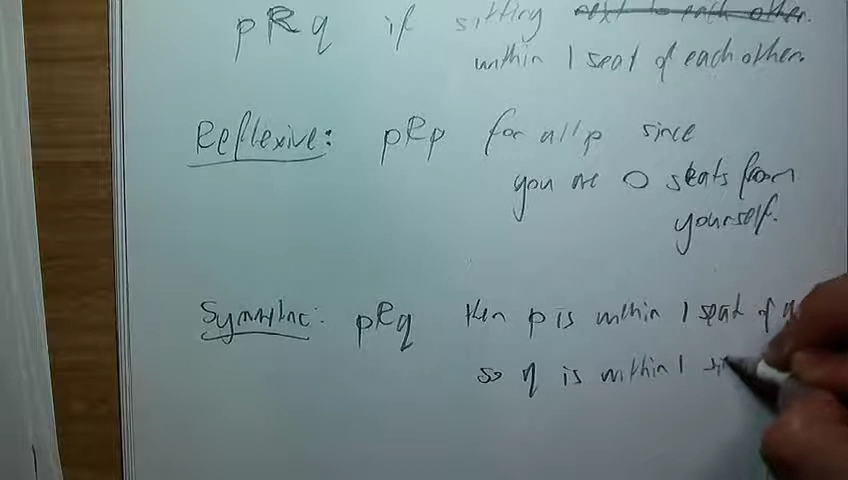 pRq if sitting next to each other.
within 1 seat of each other.
Reflexive: pRp for all p since
you are 0 seats from
yourself.
Symmetric: pRq then p is within 1 seat of q
so q is within 1